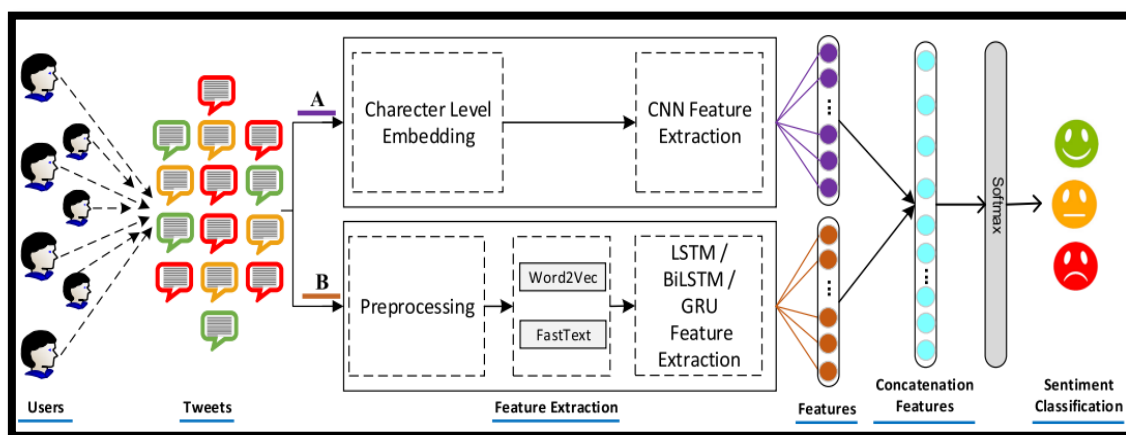 A
Charecter Level
Embedding
CNN Feature
Extraction
B
Preprocessing
Word2Vec
FastText
LSTM /
BiLSTM /
GRU
Feature
Extraction
Softmax
Users
Tweets
Feature Extraction
Features
Concatenation
Features
Sentiment
Classification